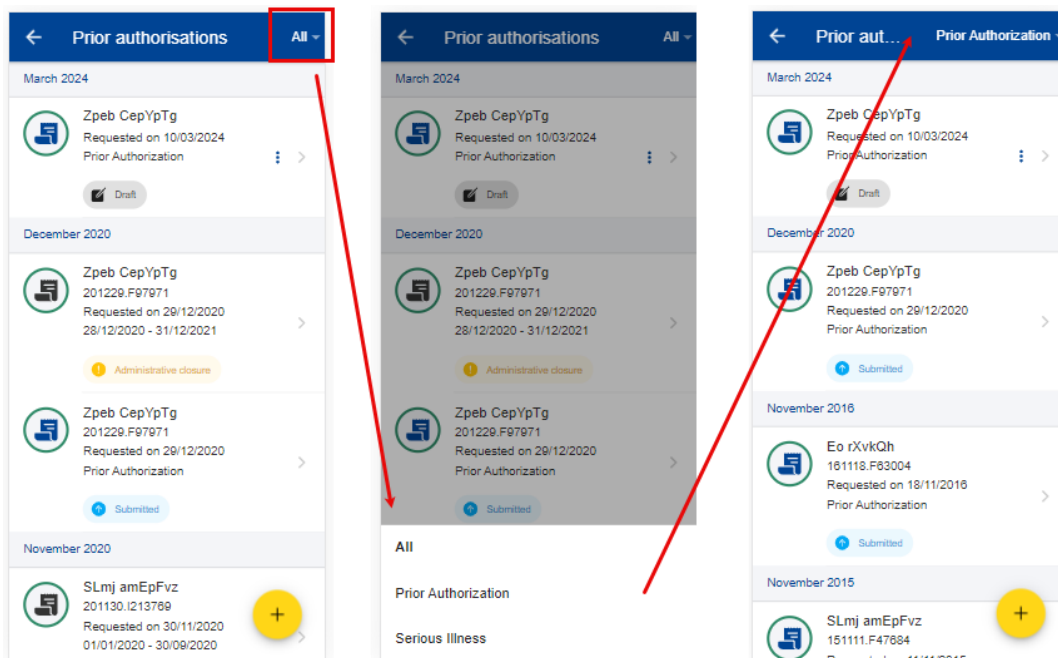 Prior authorisations
All
March 2024
Zpeb CepYpTg
Requested on 10/03/2024
Prior Authorization
Draft
December 2020
Zpeb CepYpTg
201229.F97971
Requested on 29/12/2020
28/12/2020 - 31/12/2021
Administrative closure
Zpeb CepYpTg
201229.F97971
Requested on 29/12/2020
Prior Authorization
Submitted
November 2020
SLmj amEpFvz
201130.I213769
Requested on 30/11/2020
01/01/2020 - 30/09/2020
Prior authorisations
All
March 2024
Zpeb CepYpTg
Requested on 10/03/2024
Prior Authorization
Draft
December 2020
Zpeb CepYpTg
201229.F97971
Requested on 29/12/2020
28/12/2020 - 31/12/2021
Administrative closure
Zpeb CepYpTg
201229.F97971
Requested on 29/12/2020
Prior Authorization
Submitted
All
Prior Authorization
Serious Illness
Prior aut...
Prior Authorization
March 2024
Zpeb CepYpTg
Requested on 10/03/2024
Prior Authorization
Draft
December 2020
Zpeb CepYpTg
201229.F97971
Requested on 29/12/2020
Prior Authorization
Submitted
November 2016
Eo rXvkQh
161118.F63004
Requested on 18/11/2016
Prior Authorization
Submitted
November 2015
SLmj amEpFvz
151111.F47684